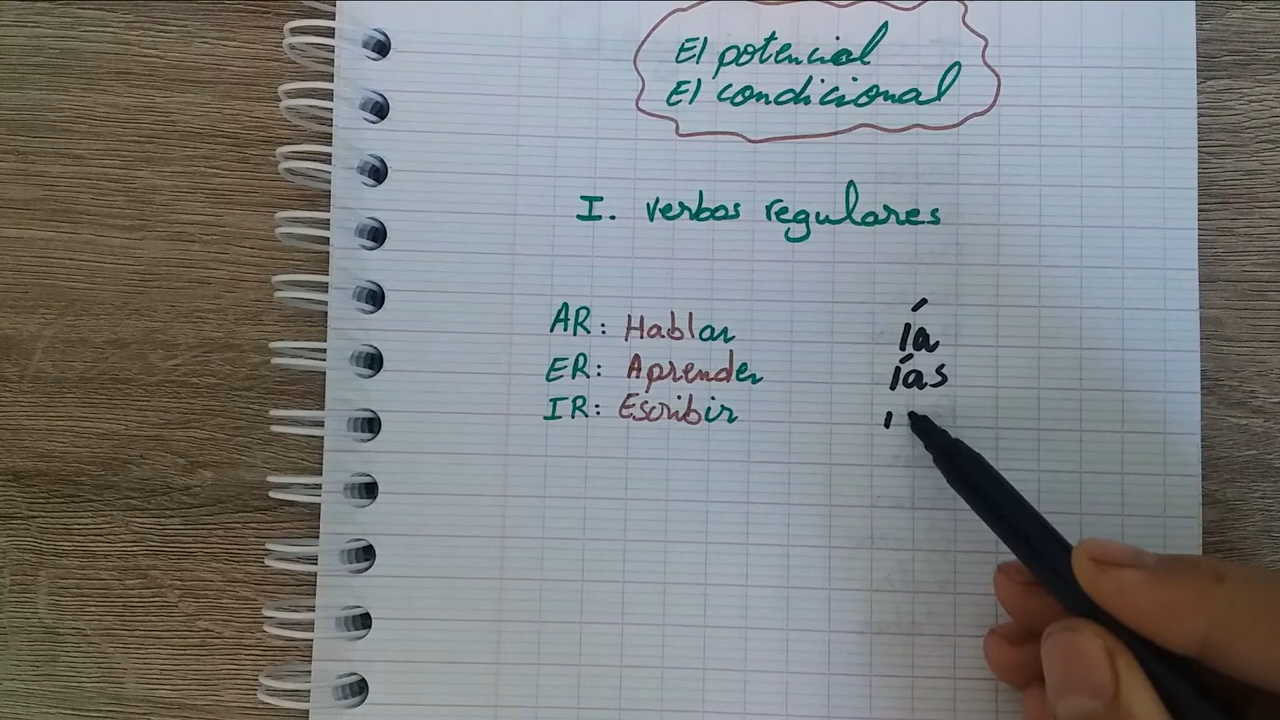 El potencial
El condicional
I. verbos regulares
AR: Hablar
ER: Aprender
IR: Escribir
ía
ías